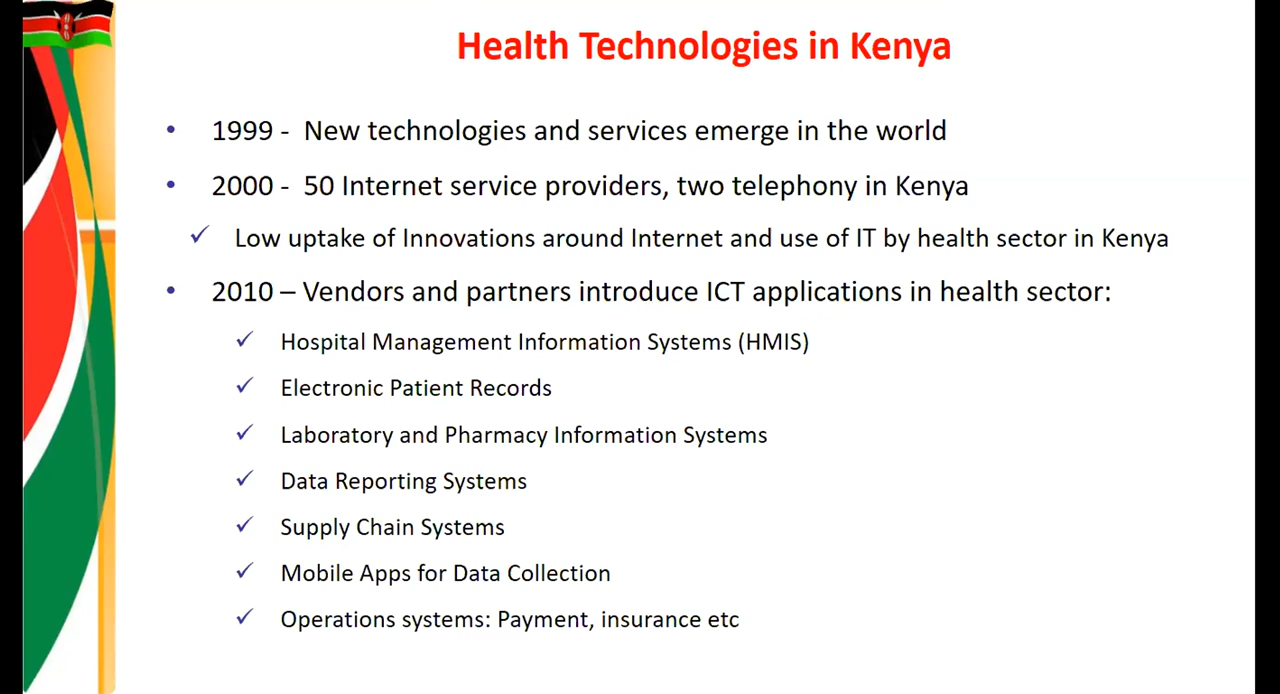 Health Technologies in Kenya
• 1999 - New technologies and services emerge in the world
• 2000 - 50 Internet service providers, two telephony in Kenya
✓ Low uptake of Innovations around Internet and use of IT by health sector in Kenya
• 2010 – Vendors and partners introduce ICT applications in health sector:
✓ Hospital Management Information Systems (HMIS)
✓ Electronic Patient Records
✓ Laboratory and Pharmacy Information Systems
✓ Data Reporting Systems
✓ Supply Chain Systems
✓ Mobile Apps for Data Collection
✓ Operations systems: Payment, insurance etc